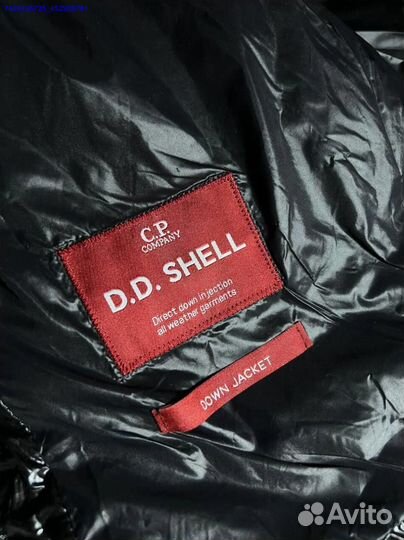 C.P.
COMPANY
D.D. SHELL
Direct down injection
all weather garments
DOWN JACKET
Avito